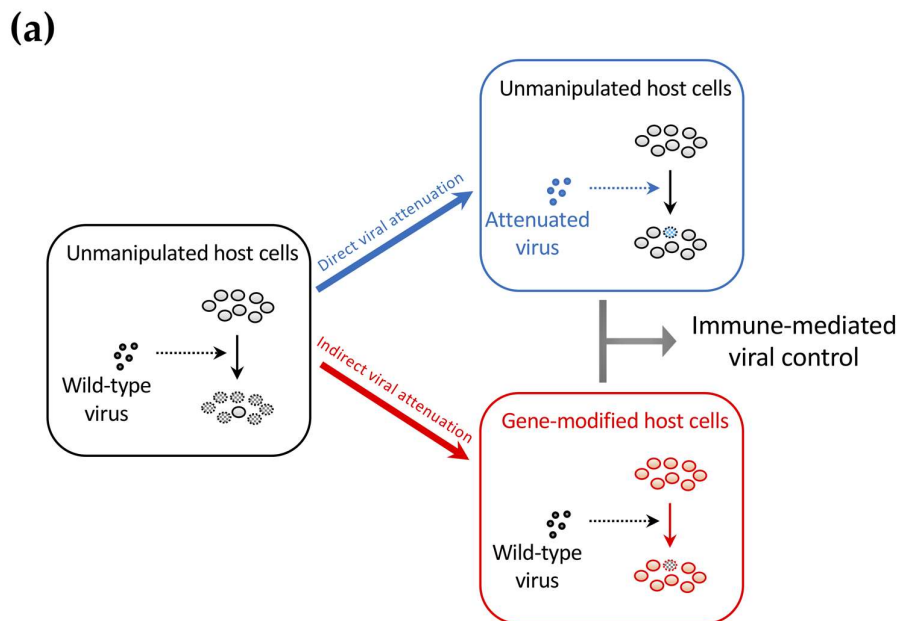 (a)
Unmanipulated host cells
Wild-type
virus
Direct viral attenuation
Indirect viral attenuation
Unmanipulated host cells
Attenuated
virus
Immune-mediated
viral control
Gene-modified host cells
Wild-type
virus